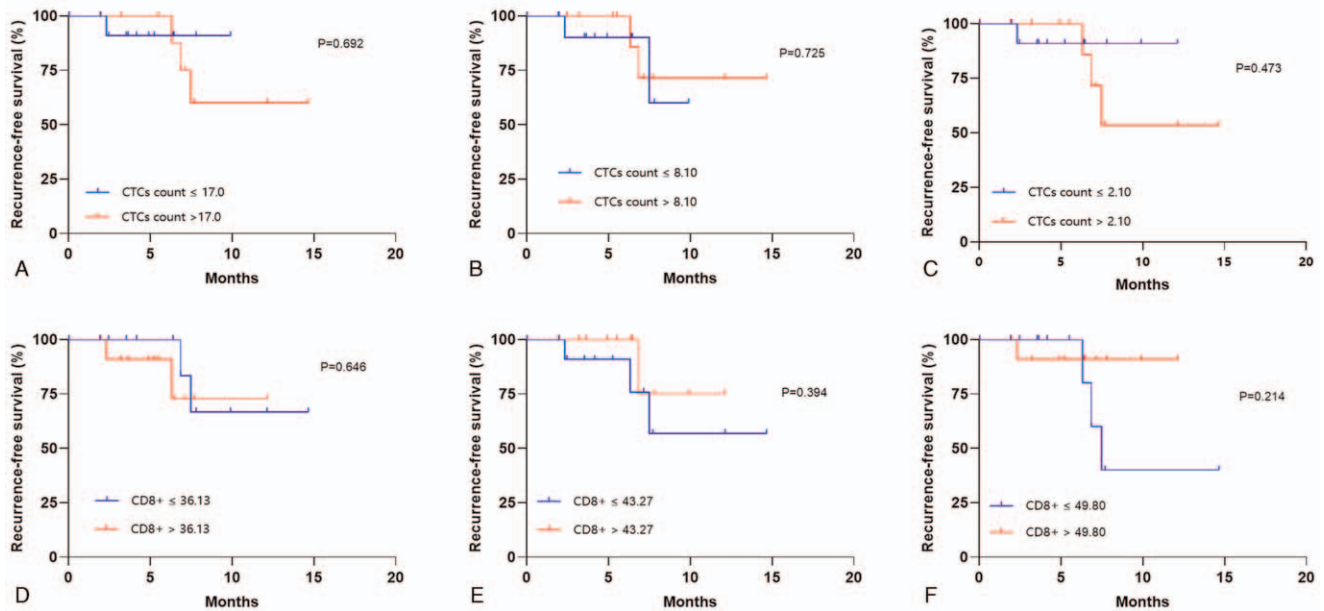 Recurrence-free survival (%)
100
75
50
25
0
P=0.692
CTCs count ≤ 17.0
CTCs count >17.0
0 5 10 15 20
Months
A
Recurrence-free survival (%)
100
75
50
25
0
P=0.725
CTCs count ≤ 8.10
CTCs count > 8.10
0 5 10 15 20
Months
B
Recurrence-free survival (%)
100
75
50
25
0
P=0.473
CTCs count ≤ 2.10
CTCs count > 2.10
0 5 10 15 20
Months
C
Recurrence-free survival (%)
100
75
50
25
0
P=0.646
CD8+ ≤ 36.13
CD8+ > 36.13
0 5 10 15 20
Months
D
Recurrence-free survival (%)
100
75
50
25
0
P=0.394
CD8+ ≤ 43.27
CD8+ > 43.27
0 5 10 15 20
Months
E
Recurrence-free survival (%)
100
75
50
25
0
P=0.214
CD8+ ≤ 49.80
CD8+ > 49.80
0 5 10 15 20
Months
F